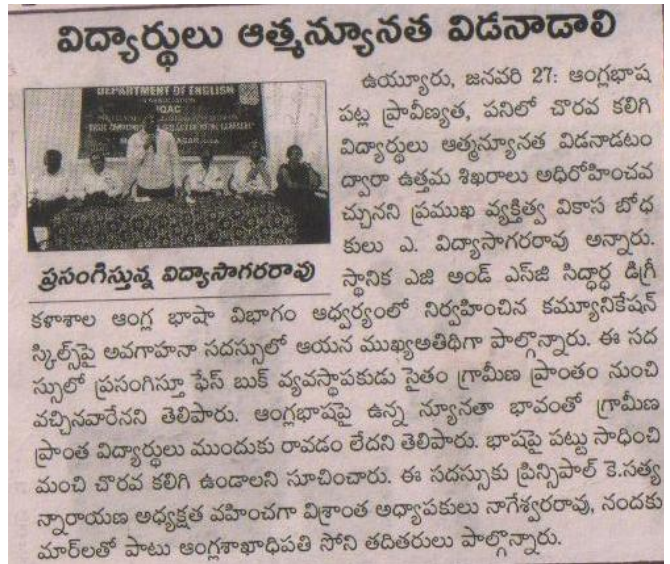 విద్యార్థులు ఆత్మన్యూనత విడనాడాలి
DEPARTMENT OF ENGLISH
IQAC
ప్రసంగిస్తున్న విద్యాసాగరరావు
ఉయ్యూరు, జనవరి 27: ఆంగ్లభాష
పట్ల ప్రావీణ్యత, పనిలో చొరవ కలిగి
విద్యార్థులు ఆత్మన్యూనత విడనాడటం
ద్వారా ఉత్తమ శిఖరాలు అధిరోహించవ
చ్చునని ప్రముఖ వ్యక్తిత్వ వికాస బోధ
కులు ఎ. విద్యాసాగరరావు అన్నారు.
స్థానిక ఎజి అండ్ ఎస్‌జి సిద్ధార్థ డిగ్రీ
కళాశాల ఆంగ్ల భాషా విభాగం ఆధ్వర్యంలో నిర్వహించిన కమ్యూనికేషన్
స్కిల్స్‌పై అవగాహనా సదస్సులో ఆయన ముఖ్యఅతిథిగా పాల్గొన్నారు. ఈ సద
స్సులో ప్రసంగిస్తూ ఫేస్ బుక్ వ్యవస్థాపకుడు సైతం గ్రామీణ ప్రాంతం నుంచి
వచ్చినవారేనని తెలిపారు. ఆంగ్లభాషపై ఉన్న న్యూనతా భావంతో గ్రామీణ
ప్రాంత విద్యార్థులు ముందుకు రావడం లేదని తెలిపారు. భాషపై పట్టు సాధించి
మంచి చొరవ కలిగి ఉండాలని సూచించారు. ఈ సదస్సుకు ప్రిన్సిపాల్ కె.సత్య
న్నారాయణ అధ్యక్షత వహించగా విశ్రాంత అధ్యాపకులు నాగేశ్వరరావు, నందకు
మార్‌లతో పాటు ఆంగ్లశాఖాధిపతి సోని తదితరులు పాల్గొన్నారు.